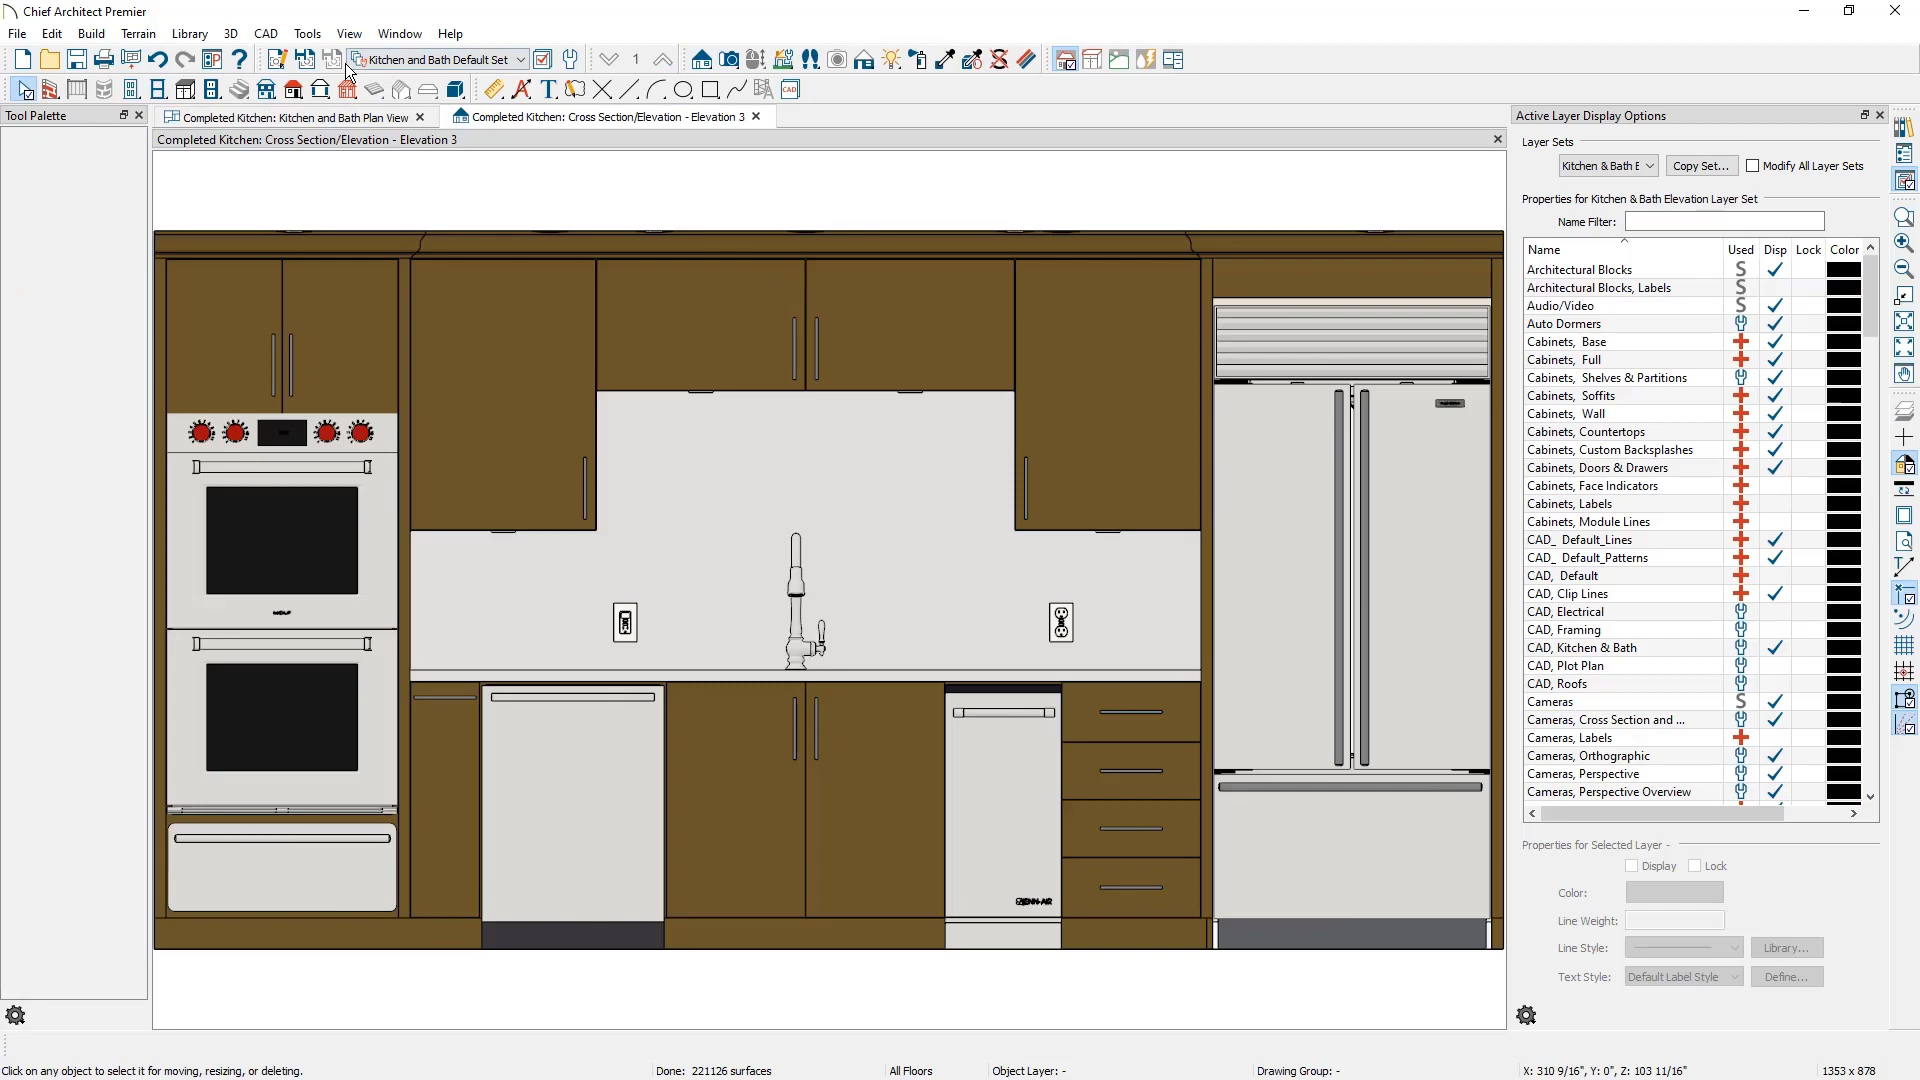 Chief Architect Premier
File Edit Build Terrain Library 3D CAD Tools View Window Help
Kitchen and Bath Default Set 1
CAD
Tool Palette
Completed Kitchen: Kitchen and Bath Plan View
Completed Kitchen: Cross Section/Elevation - Elevation 3
Completed Kitchen: Cross Section/Elevation - Elevation 3
WOLF
JENN-AIR
Active Layer Display Options
Layer Sets
Kitchen & Bath E Copy Set... Modify All Layer Sets
Properties for Kitchen & Bath Elevation Layer Set
Name Filter:
Name Used Disp Lock Color
Architectural Blocks S
Architectural Blocks, Labels S
Audio/Video S
Auto Dormers
Cabinets, Base
Cabinets, Full
Cabinets, Shelves & Partitions
Cabinets, Soffits
Cabinets, Wall
Cabinets, Countertops
Cabinets, Custom Backsplashes
Cabinets, Doors & Drawers
Cabinets, Face Indicators
Cabinets, Labels
Cabinets, Module Lines
CAD_ Default_Lines
CAD_ Default_Patterns
CAD, Default
CAD, Clip Lines
CAD, Electrical
CAD, Framing
CAD, Kitchen & Bath
CAD, Plot Plan
CAD, Roofs
Cameras S
Cameras, Cross Section and ...
Cameras, Labels
Cameras, Orthographic
Cameras, Perspective
Cameras, Perspective Overview
Properties for Selected Layer -
Display Lock
Color:
Line Weight:
Line Style: Library...
Text Style: Default Label Style Define...
Click on any object to select it for moving, resizing, or deleting. Done: 221126 surfaces All Floors Object Layer: - Drawing Group: - X: 310 9/16", Y: 0", Z: 103 11/16" 1353 x 878